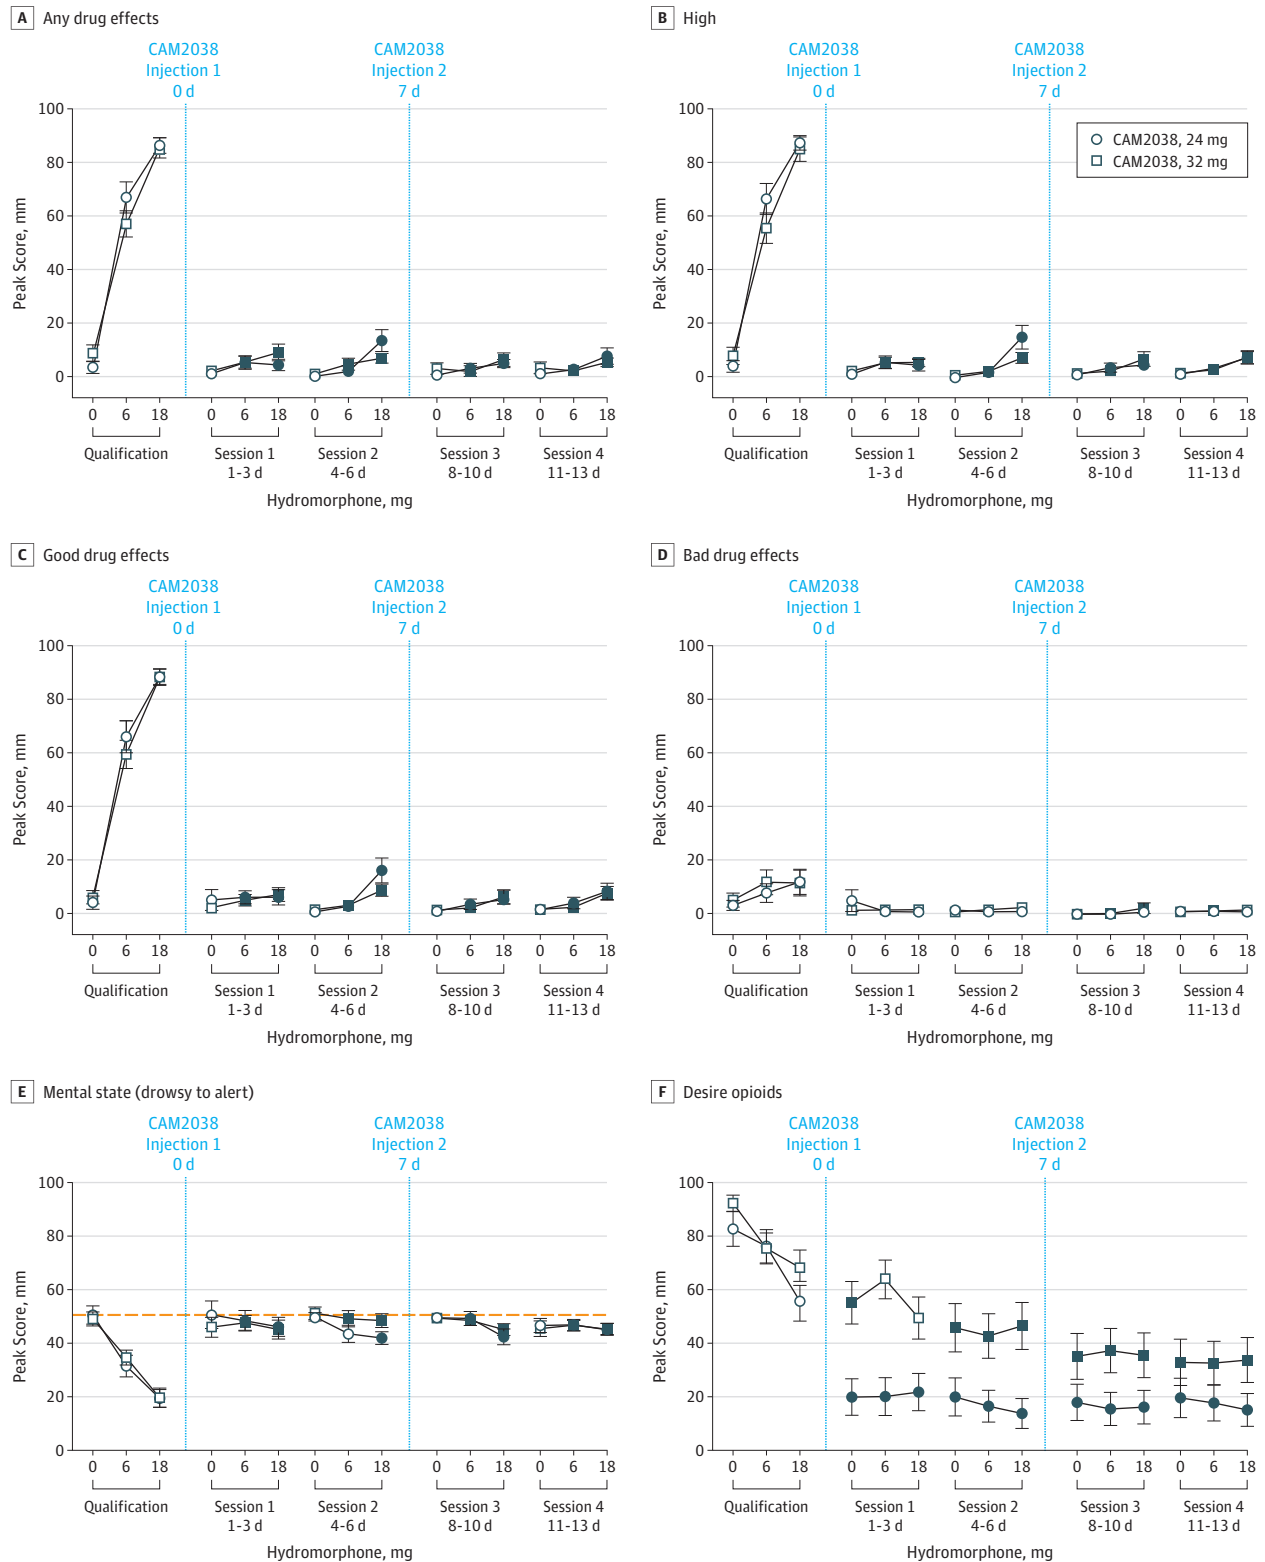 A Any drug effects
CAM2038
Injection 1
0 d
CAM2038
Injection 2
7 d
Peak Score, mm
100
80
60
40
20
0
0 6 18 0 6 18 0 6 18 0 6 18 0 6 18
Qualification Session 1 Session 2 Session 3 Session 4
1-3 d 4-6 d 8-10 d 11-13 d
Hydromorphone, mg
B High
CAM2038
Injection 1
0 d
CAM2038
Injection 2
7 d
CAM2038, 24 mg
CAM2038, 32 mg
Peak Score, mm
100
80
60
40
20
0
0 6 18 0 6 18 0 6 18 0 6 18 0 6 18
Qualification Session 1 Session 2 Session 3 Session 4
1-3 d 4-6 d 8-10 d 11-13 d
Hydromorphone, mg
C Good drug effects
CAM2038
Injection 1
0 d
CAM2038
Injection 2
7 d
Peak Score, mm
100
80
60
40
20
0
0 6 18 0 6 18 0 6 18 0 6 18 0 6 18
Qualification Session 1 Session 2 Session 3 Session 4
1-3 d 4-6 d 8-10 d 11-13 d
Hydromorphone, mg
D Bad drug effects
CAM2038
Injection 1
0 d
CAM2038
Injection 2
7 d
Peak Score, mm
100
80
60
40
20
0
0 6 18 0 6 18 0 6 18 0 6 18 0 6 18
Qualification Session 1 Session 2 Session 3 Session 4
1-3 d 4-6 d 8-10 d 11-13 d
Hydromorphone, mg
E Mental state (drowsy to alert)
CAM2038
Injection 1
0 d
CAM2038
Injection 2
7 d
Peak Score, mm
100
80
60
40
20
0
0 6 18 0 6 18 0 6 18 0 6 18 0 6 18
Qualification Session 1 Session 2 Session 3 Session 4
1-3 d 4-6 d 8-10 d 11-13 d
Hydromorphone, mg
F Desire opioids
CAM2038
Injection 1
0 d
CAM2038
Injection 2
7 d
Peak Score, mm
100
80
60
40
20
0
0 6 18 0 6 18 0 6 18 0 6 18 0 6 18
Qualification Session 1 Session 2 Session 3 Session 4
1-3 d 4-6 d 8-10 d 11-13 d
Hydromorphone, mg